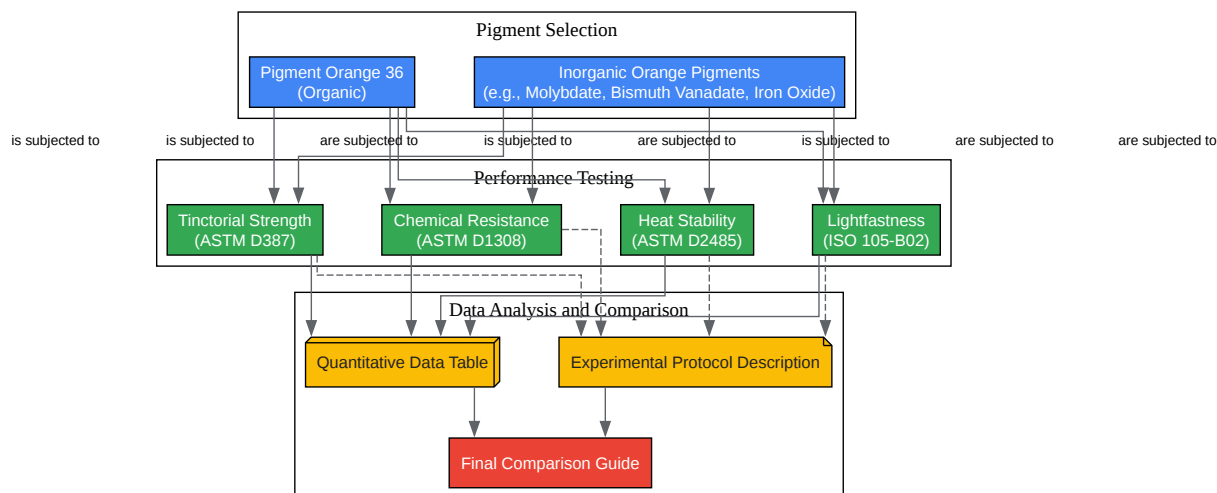 Pigment Selection
Pigment Orange 36
(Organic)
Inorganic Orange Pigments
(e.g., Molybdate, Bismuth Vanadate, Iron Oxide)
is subjected to
is subjected to
are subjected to
is subjected to
are subjected to
is subjected to
are subjected to
are subjected to
Performance Testing
Tinctorial Strength
(ASTM D387)
Chemical Resistance
(ASTM D1308)
Heat Stability
(ASTM D2485)
Lightfastness
(ISO 105-B02)
Data Analysis and Comparison
Quantitative Data Table
Experimental Protocol Description
Final Comparison Guide